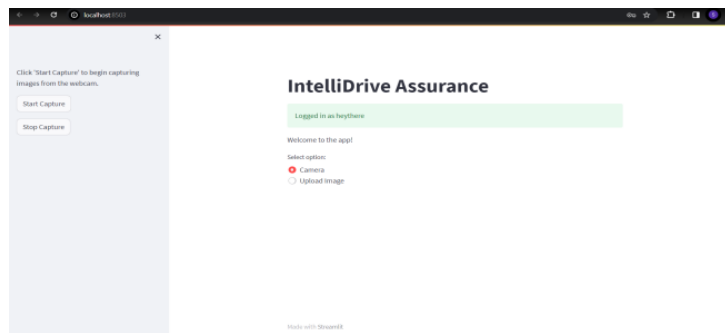 localhost:8503
Click 'Start Capture' to begin capturing
images from the webcam.
Start Capture
Stop Capture
IntelliDrive Assurance
Logged in as heythere
Welcome to the app!
Select option:
Camera
Upload Image
Made with Streamlit